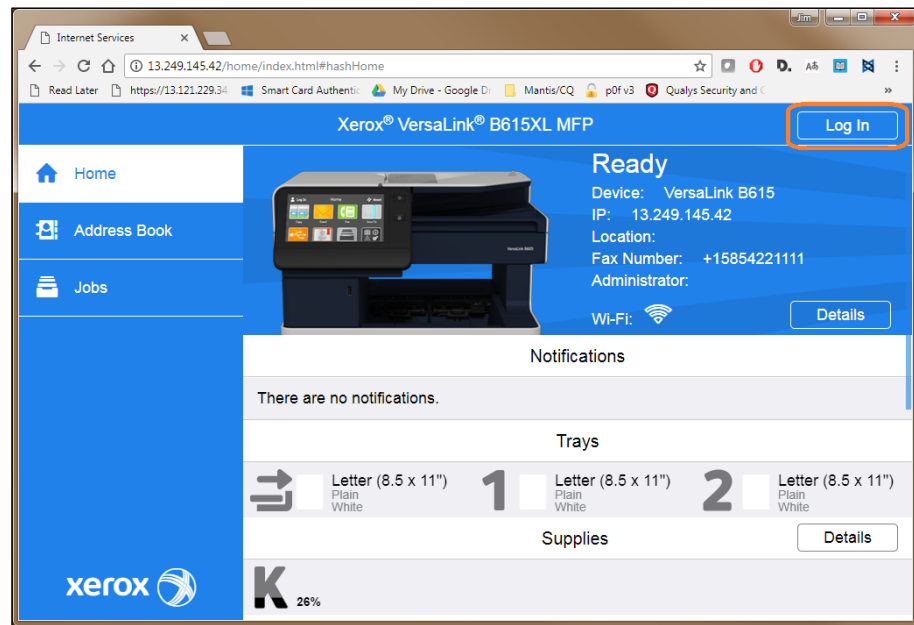 Jim
Internet Services
13.249.145.42/home/index.html#hashHome
Read Later https://13.121.229.34 Smart Card Authentic My Drive - Google Dr Mantis/CQ p0f v3 Qualys Security and C »
Xerox® VersaLink® B615XL MFP
Log In
Home
Address Book
Jobs
Ready
Device: VersaLink B615
IP: 13.249.145.42
Location:
Fax Number: +15854221111
Administrator:
Wi-Fi:
Details
Notifications
There are no notifications.
Trays
Letter (8.5 x 11")
Plain
White
1
Letter (8.5 x 11")
Plain
White
2
Letter (8.5 x 11")
Plain
White
Supplies
Details
K 26%
xerox